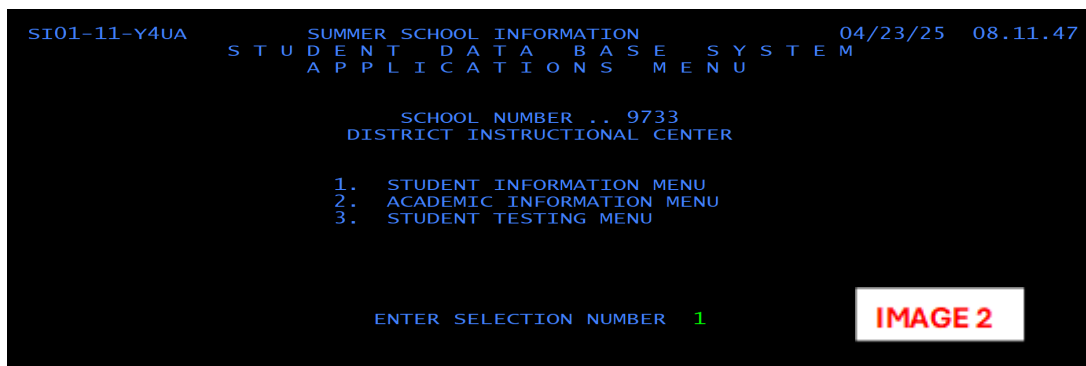 SI01-11-Y4UA SUMMER SCHOOL INFORMATION 04/23/25 08.11.47
S T U D E N T D A T A B A S E S Y S T E M
A P P L I C A T I O N S M E N U
SCHOOL NUMBER .. 9733
DISTRICT INSTRUCTIONAL CENTER
1. STUDENT INFORMATION MENU
2. ACADEMIC INFORMATION MENU
3. STUDENT TESTING MENU
ENTER SELECTION NUMBER 1
IMAGE 2